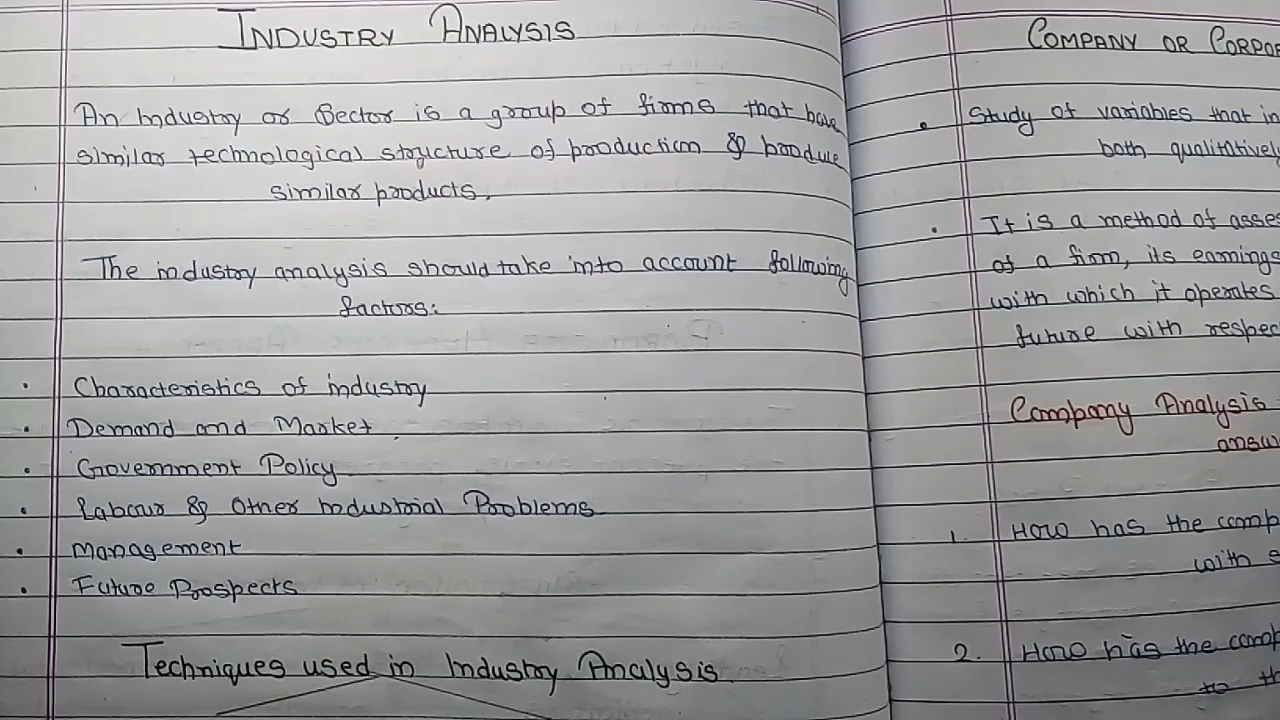 INDUSTRY ANALYSIS
An Industry or Sector is a group of firms that have
similar technological structure of production & produce
similar products.
The industry analysis should take into account following
factors:
• Characteristics of industry
• Demand and Market
• Government Policy
• Labour & Other Industrial Problems
• Management
• Future Prospects
Techniques used in Industry Analysis
COMPANY OR CORPOR
• Study of variables that in
both qualitatively
• It is a method of asses
of a firm, its earnings
with which it operates
future with respec
Company Analysis
answ
1. How has the comp
with s
2. How has the comp
to th